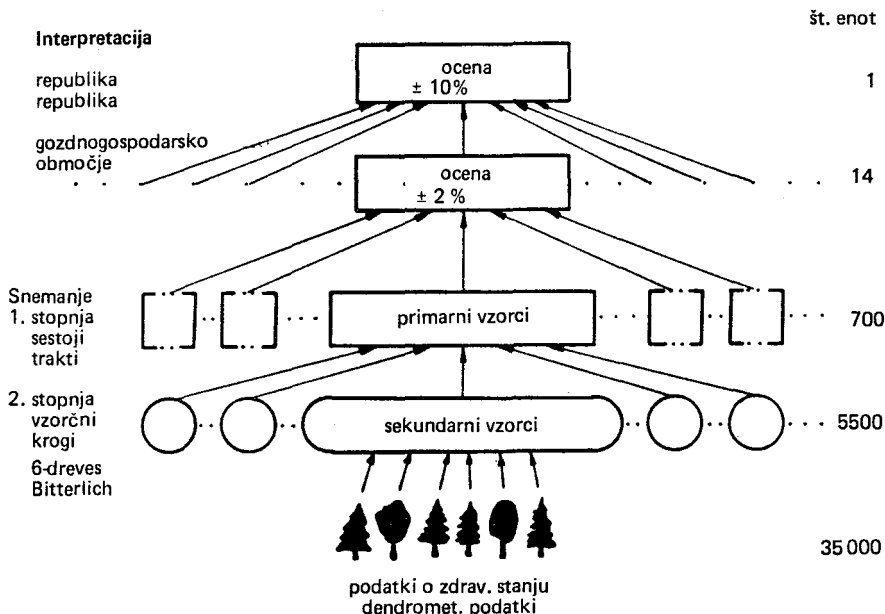 št. enot
Interpretacija
ocena
± 10%
republika
republika
1
gozdnogospodarsko
območje
ocena
± 2 %
14
Snemanje
1. stopnja
sestoji
trakti
primarni vzorci
700
2. stopnja
vzorčni
krogi
sekundarni vzorci
5500
6-dreves
Bitterlich
35 000
podatki o zdrav. stanju
dendromet. podatki